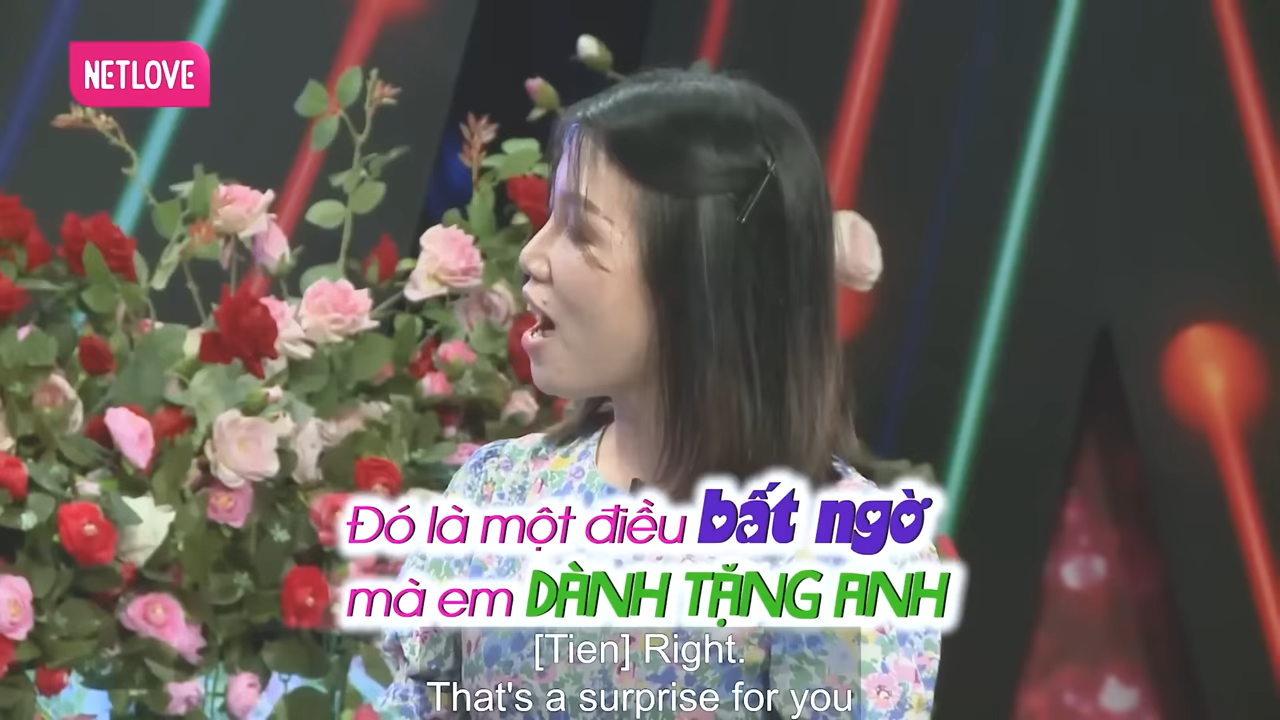 NETLOVE
Đó là một điều bất ngờ
mà em DÀNH TẶNG ANH
[Tien] Right.
That's a surprise for you